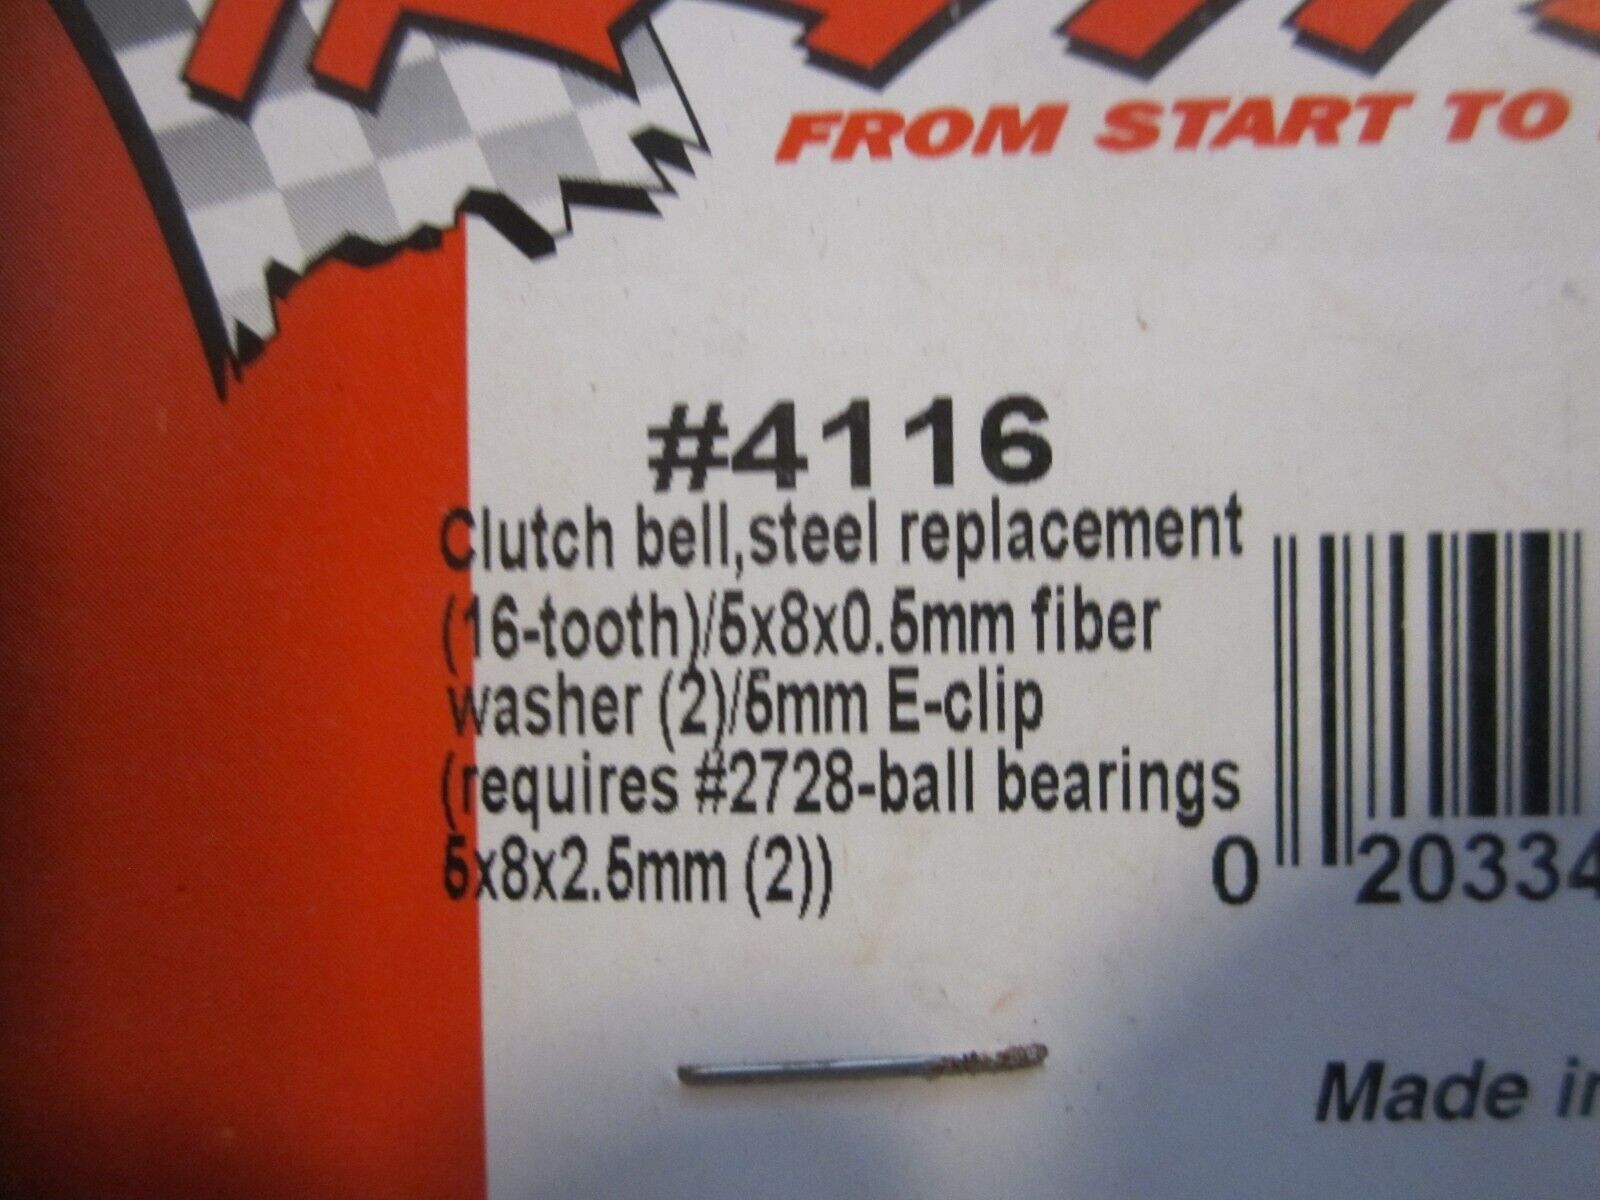 FROM START TO
#4116
Clutch bell,steel replacement
(16-tooth)/5x8x0.5mm fiber
washer (2)/5mm E-clip
(requires #2728-ball bearings
5x8x2.5mm (2))
0 20334
Made in